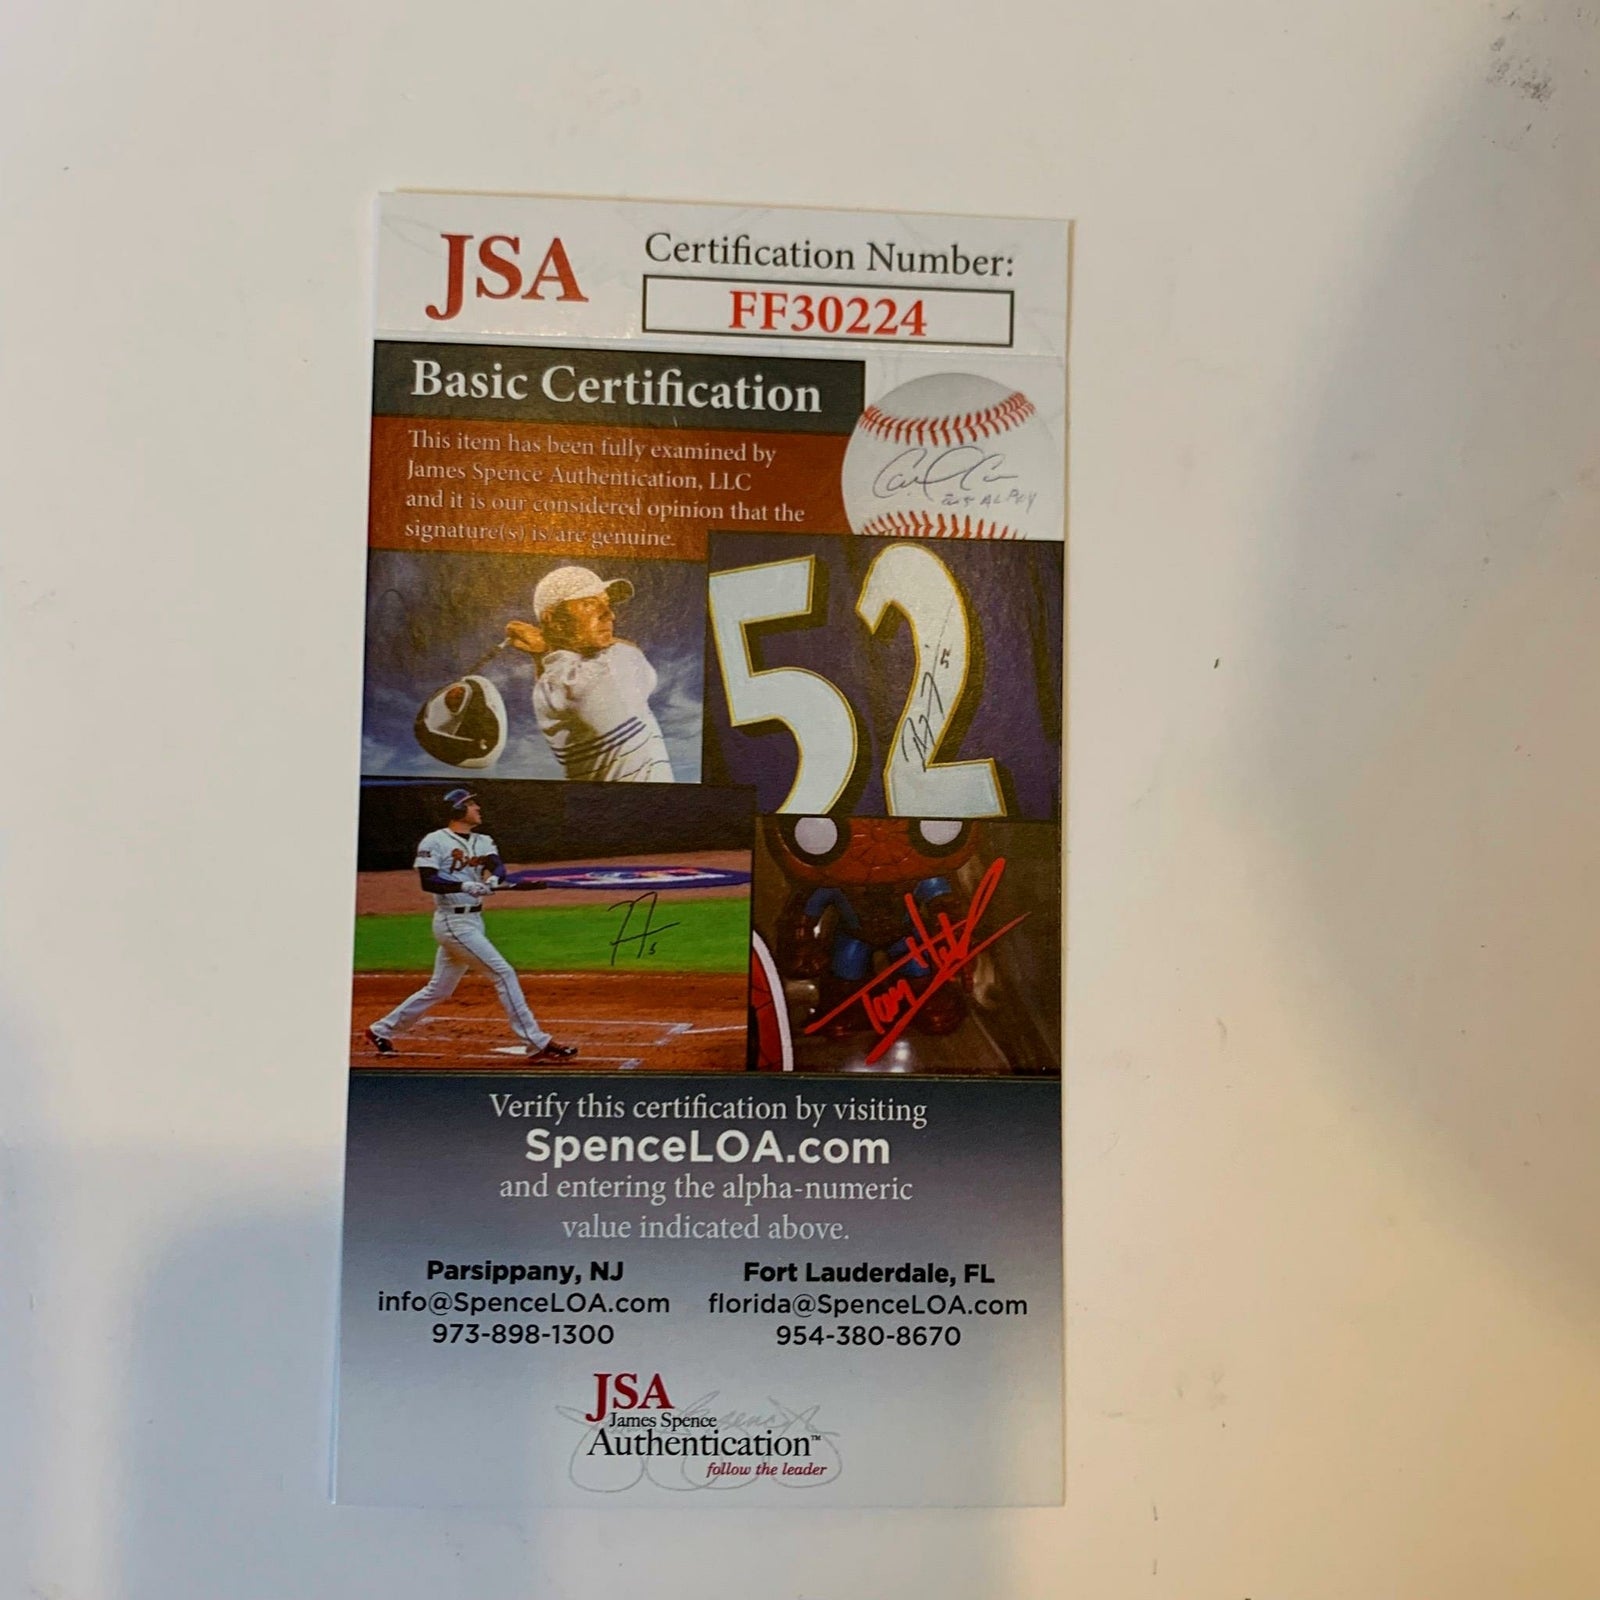 JSA
Certification Number:
FF30224
Basic Certification
This item has been fully examined by
James Spence Authentication, LLC
and it is our considered opinion that the
signature(s) is/are genuine.
52
Tom
Verify this certification by visiting
SpenceLOA.com
and entering the alpha-numeric
value indicated above.
Parsippany, NJ
info@SpenceLOA.com
973-898-1300
Fort Lauderdale, FL
florida@SpenceLOA.com
954-380-8670
JSA
James Spence
Authentication™
follow the leader